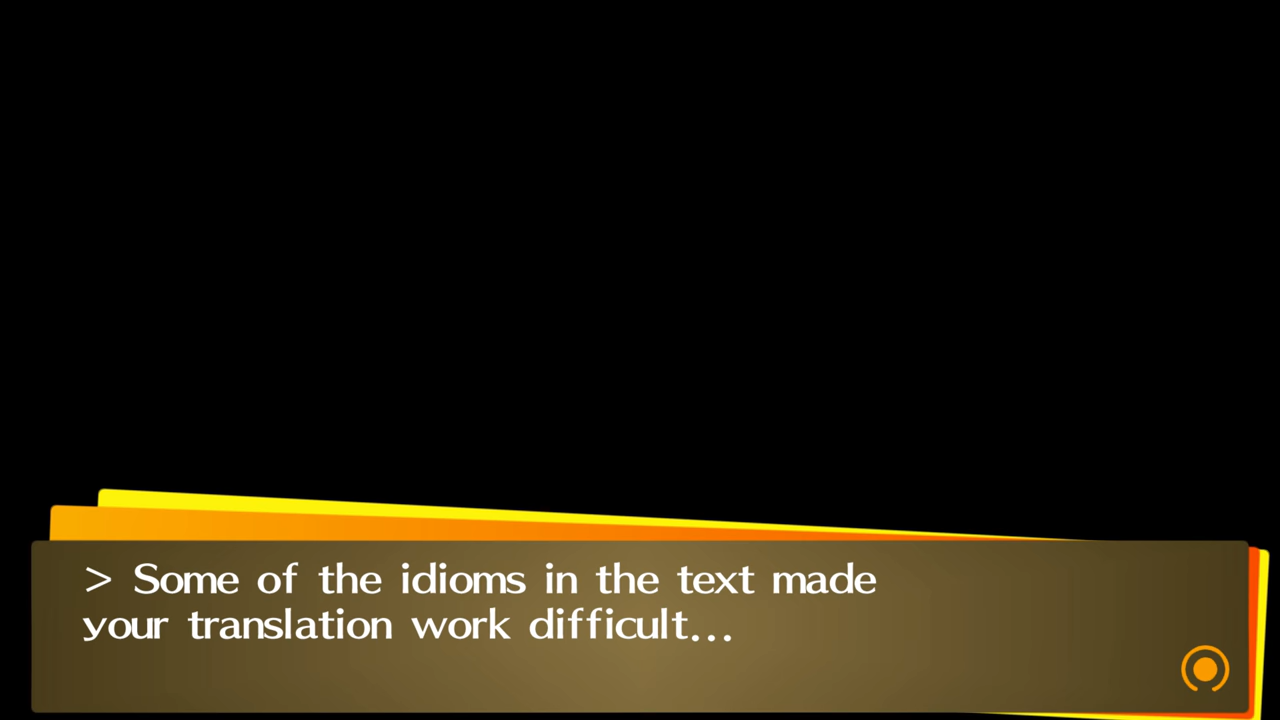 > Some of the idioms in the text made
your translation work difficult...